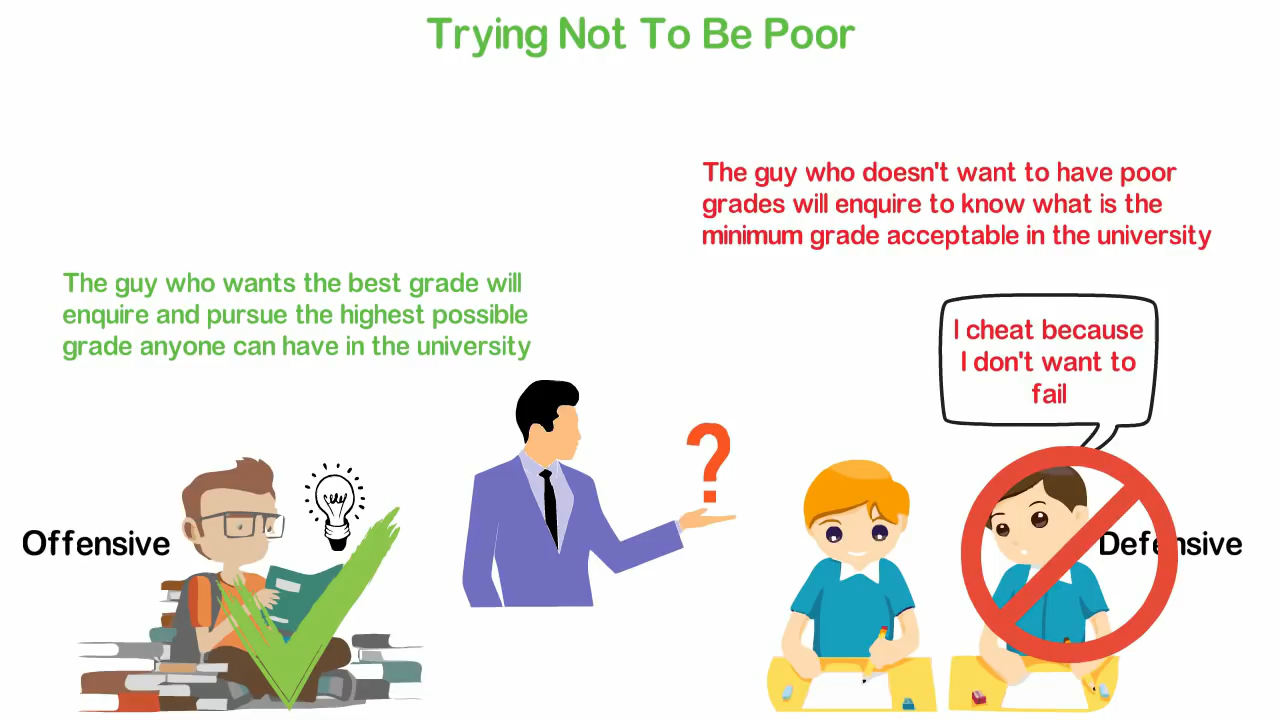 Trying Not To Be Poor
The guy who doesn't want to have poor
grades will enquire to know what is the
minimum grade acceptable in the university
The guy who wants the best grade will
enquire and pursue the highest possible
grade anyone can have in the university
I cheat because
I don't want to
fail
?
Offensive
Defensive